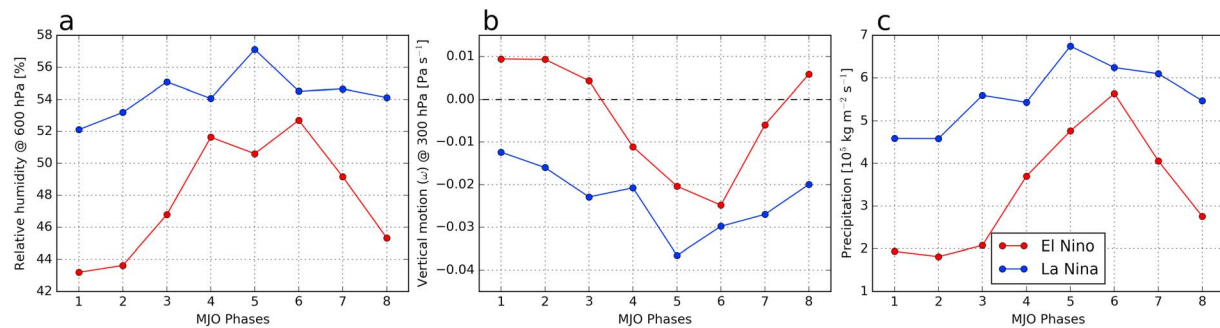 a
Relative humidity @ 600 hPa [%]
58
56
54
52
50
48
46
44
42
1 2 3 4 5 6 7 8
MJO Phases
b
Vertical motion (ω) @ 300 hPa [Pa s⁻¹]
0.01
0.00
−0.01
−0.02
−0.03
−0.04
1 2 3 4 5 6 7 8
MJO Phases
c
Precipitation [10⁵ kg m⁻² s⁻¹]
7
6
5
4
3
2
1
El Nino
La Nina
1 2 3 4 5 6 7 8
MJO Phases